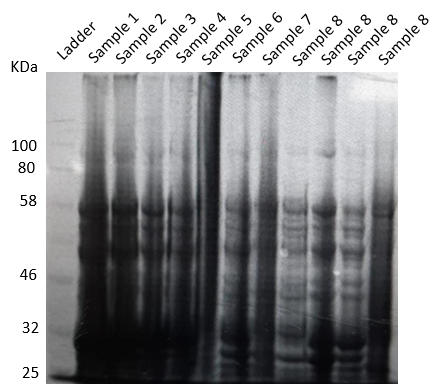 Ladder
Sample 1
Sample 2
Sample 3
Sample 4
Sample 5
Sample 6
Sample 7
Sample 8
Sample 8
Sample 8
Sample 8
KDa
100
80
58
46
32
25